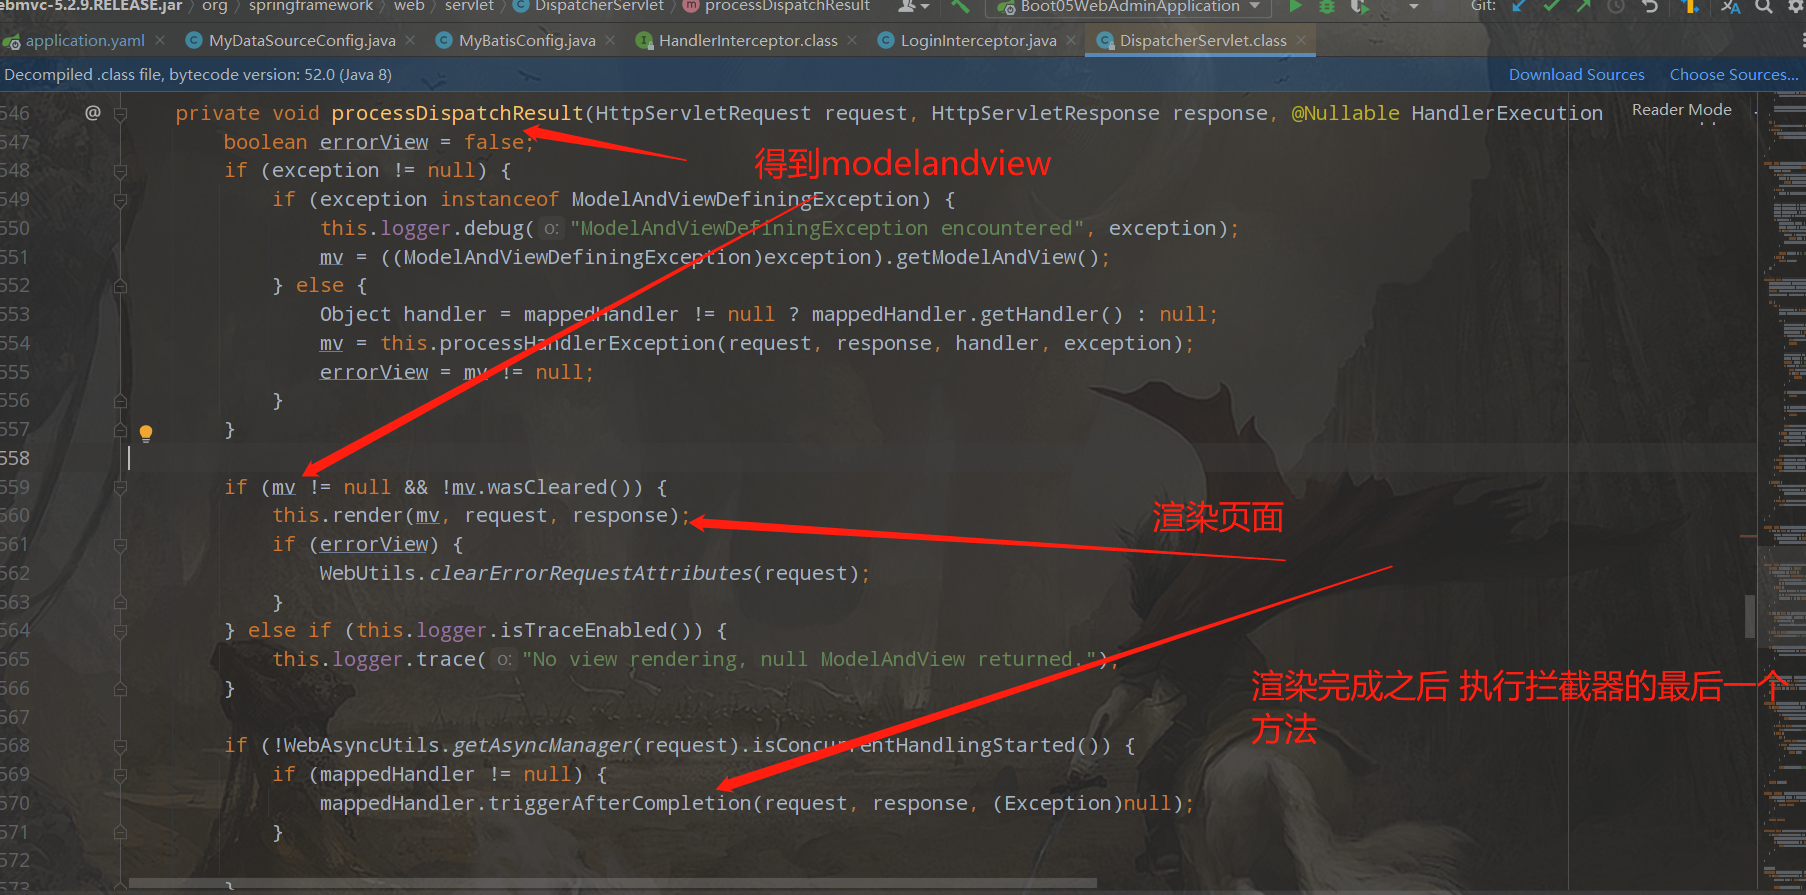 ebmvc-5.2.9.RELEASE.jar org springframework web servlet DispatcherServlet processDispatchResult Boot05WebAdminApplication Git:
application.yaml MyDataSourceConfig.java MyBatisConfig.java HandlerInterceptor.class LoginInterceptor.java DispatcherServlet.class
Decompiled .class file, bytecode version: 52.0 (Java 8) Download Sources Choose Sources...
546 @ private void processDispatchResult(HttpServletRequest request, HttpServletResponse response, @Nullable HandlerExecution Reader Mode
547 boolean errorView = false;
得到modelandview
548 if (exception != null) {
549 if (exception instanceof ModelAndViewDefiningException) {
550 this.logger.debug( o: "ModelAndViewDefiningException encountered", exception);
551 mv = ((ModelAndViewDefiningException)exception).getModelAndView();
552 } else {
553 Object handler = mappedHandler != null ? mappedHandler.getHandler() : null;
554 mv = this.processHandlerException(request, response, handler, exception);
555 errorView = mv != null;
556 }
557 }
558
559 if (mv != null && !mv.wasCleared()) {
560 this.render(mv, request, response);
渲染页面
561 if (errorView) {
562 WebUtils.clearErrorRequestAttributes(request);
563 }
564 } else if (this.logger.isTraceEnabled()) {
565 this.logger.trace( o: "No view rendering, null ModelAndView returned.");
566 }
渲染完成之后 执行拦截器的最后一个
方法
567
568 if (!WebAsyncUtils.getAsyncManager(request).isConcurrentHandlingStarted()) {
569 if (mappedHandler != null) {
570 mappedHandler.triggerAfterCompletion(request, response, (Exception)null);
571 }
572
573 }